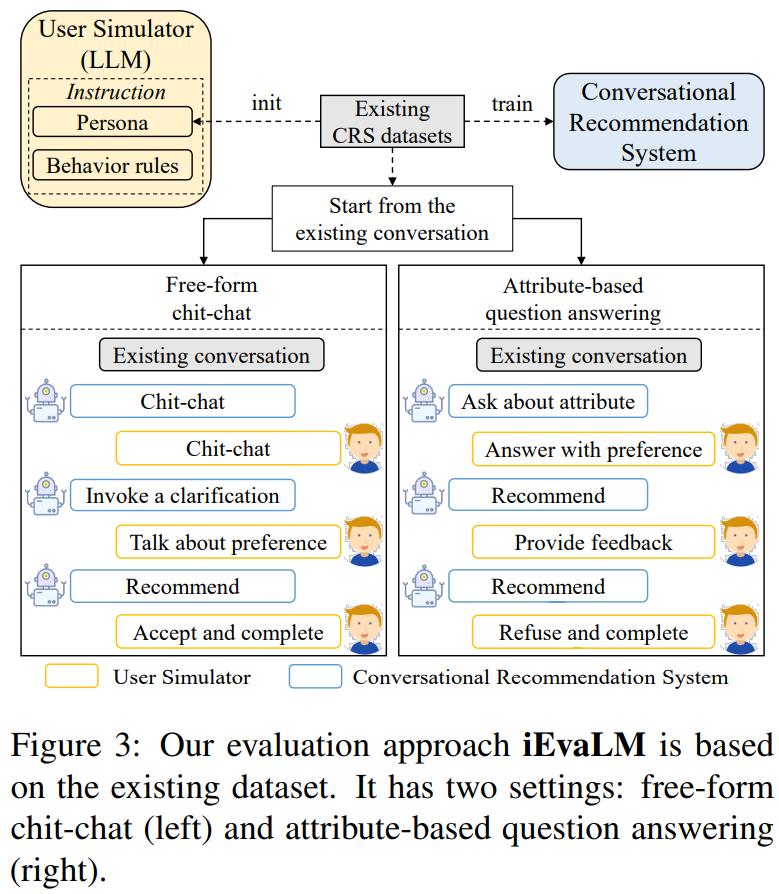 User Simulator
(LLM)
Instruction
Persona
Behavior rules
init
Existing
CRS datasets
train
Conversational
Recommendation
System
Start from the
existing conversation
Free-form
chit-chat
Existing conversation
Chit-chat
Chit-chat
Invoke a clarification
Talk about preference
Recommend
Accept and complete
Attribute-based
question answering
Existing conversation
Ask about attribute
Answer with preference
Recommend
Provide feedback
Recommend
Refuse and complete
User Simulator
Conversational Recommendation System
Figure 3: Our evaluation approach iEvaLM is based
on the existing dataset. It has two settings: free-form
chit-chat (left) and attribute-based question answering
(right).